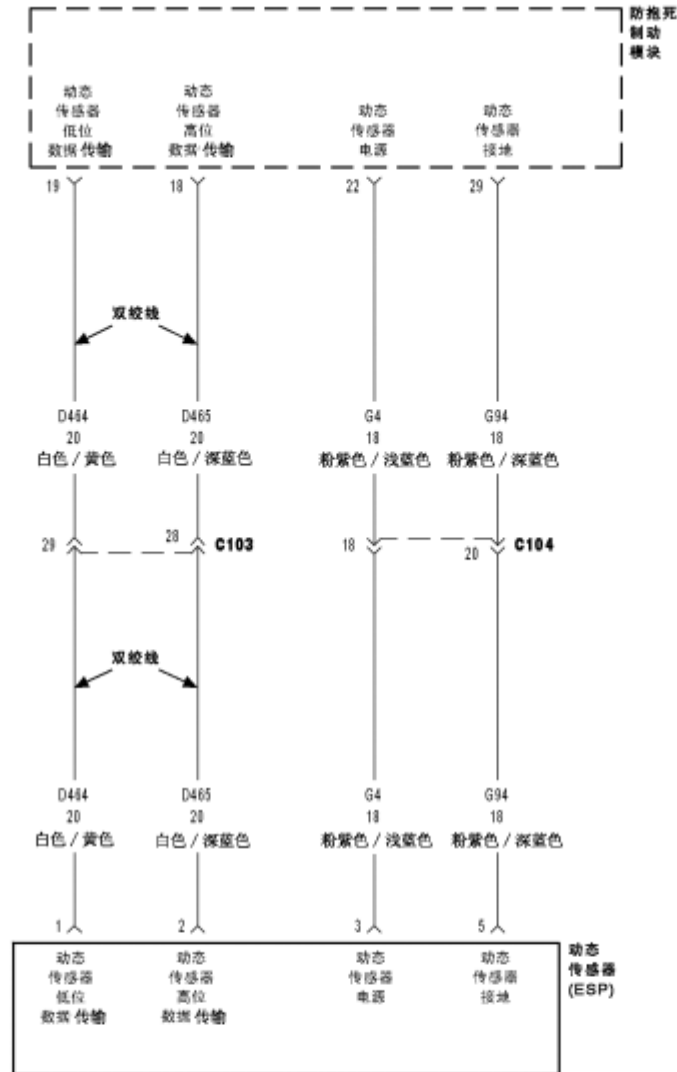 防抱死
制动
模块
动态
传感器
低位
数据 传输
动态
传感器
高位
数据 传输
动态
传感器
电源
动态
传感器
接地
19
18
22
29
双绞线
D464
20
白色 / 黄色
D465
20
白色 / 深蓝色
G4
18
粉紫色 / 浅蓝色
G94
18
粉紫色 / 深蓝色
29
28
C103
18
20
C104
双绞线
D464
20
白色 / 黄色
D465
20
白色 / 深蓝色
G4
18
粉紫色 / 浅蓝色
G94
18
粉紫色 / 深蓝色
1
2
3
5
动态
传感器
低位
数据 传输
动态
传感器
高位
数据 传输
动态
传感器
电源
动态
传感器
接地
动态
传感器
(ESP)